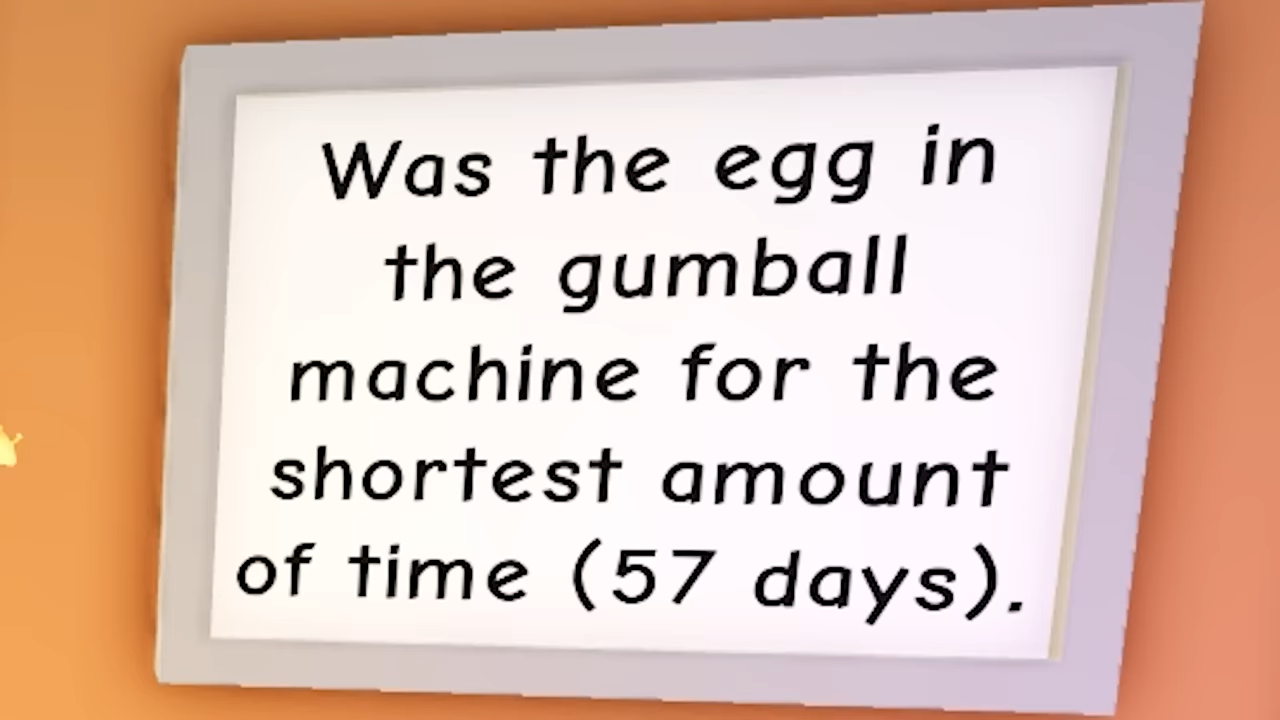 Was the egg in
the gumball
machine for the
shortest amount
of time (57 days).